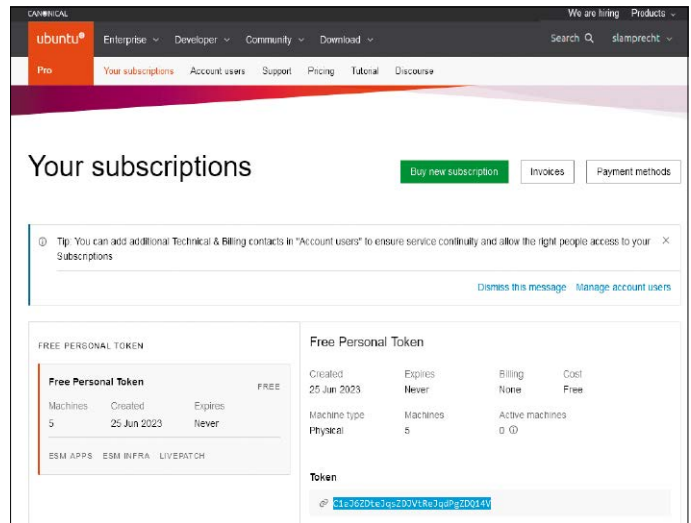 CANONICAL
We are hiring Products
ubuntu Enterprise Developer Community Download Search slamprecht
Pro Your subscriptions Account users Support Pricing Tutorial Discourse
Your subscriptions
Buy new subscription Invoices Payment methods
Tip: You can add additional Technical & Billing contacts in "Account users" to ensure service continuity and allow the right people access to your
Subscriptions
Dismiss this message Manage account users
FREE PERSONAL TOKEN
Free Personal Token FREE
Machines Created Expires
5 25 Jun 2023 Never
ESM APPS ESM INFRA LIVEPATCH
Free Personal Token
Created Expires Billing Cost
25 Jun 2023 Never None Free
Machine type Machines Active machines
Physical 5 0
Token